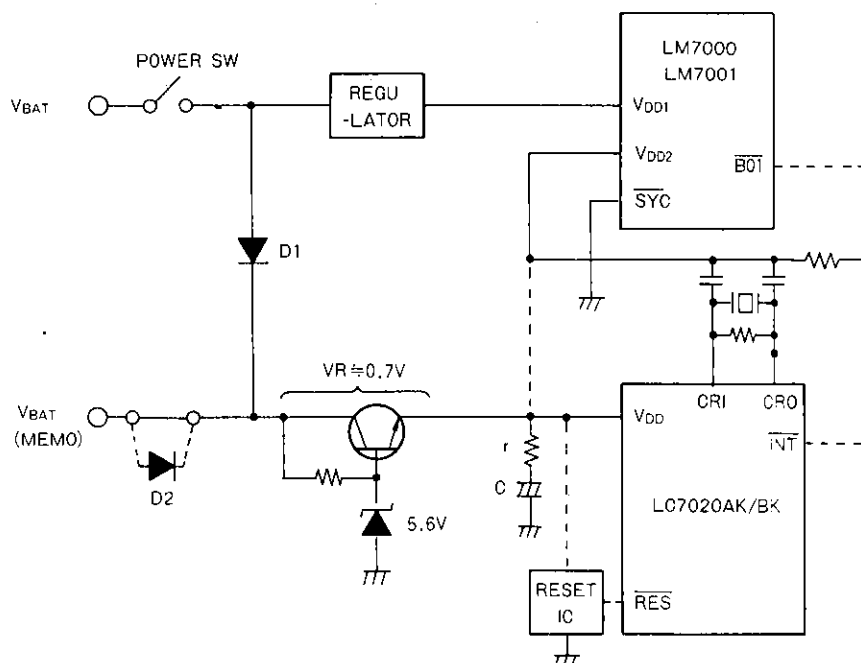 POWER SW
VBAT
REGU
-LATOR
LM7000
LM7001
VDD1
VDD2
BO1
SYC
D1
VR≒0.7V
VBAT
(MEMO)
D2
5.6V
r
C
VDD
CRI
CRO
INT
LC7020AK/BK
RESET
IC
RES